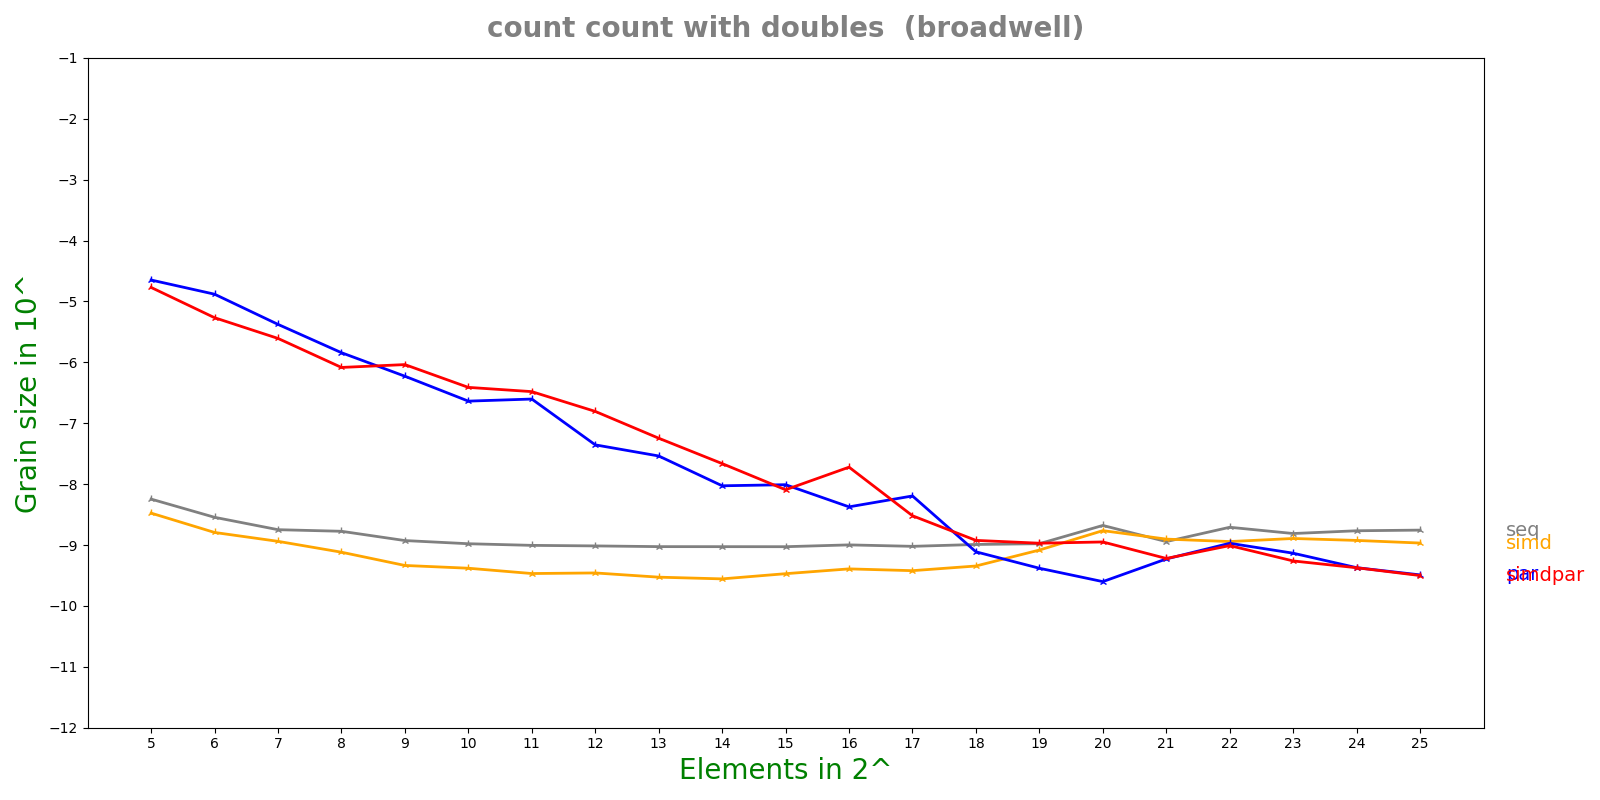 count count with doubles (broadwell)
Grain size in 10^
−1
−2
−3
−4
−5
−6
−7
−8
−9
−10
−11
−12
5 6 7 8 9 10 11 12 13 14 15 16 17 18 19 20 21 22 23 24 25
Elements in 2^
seq
simd
par
simdpar